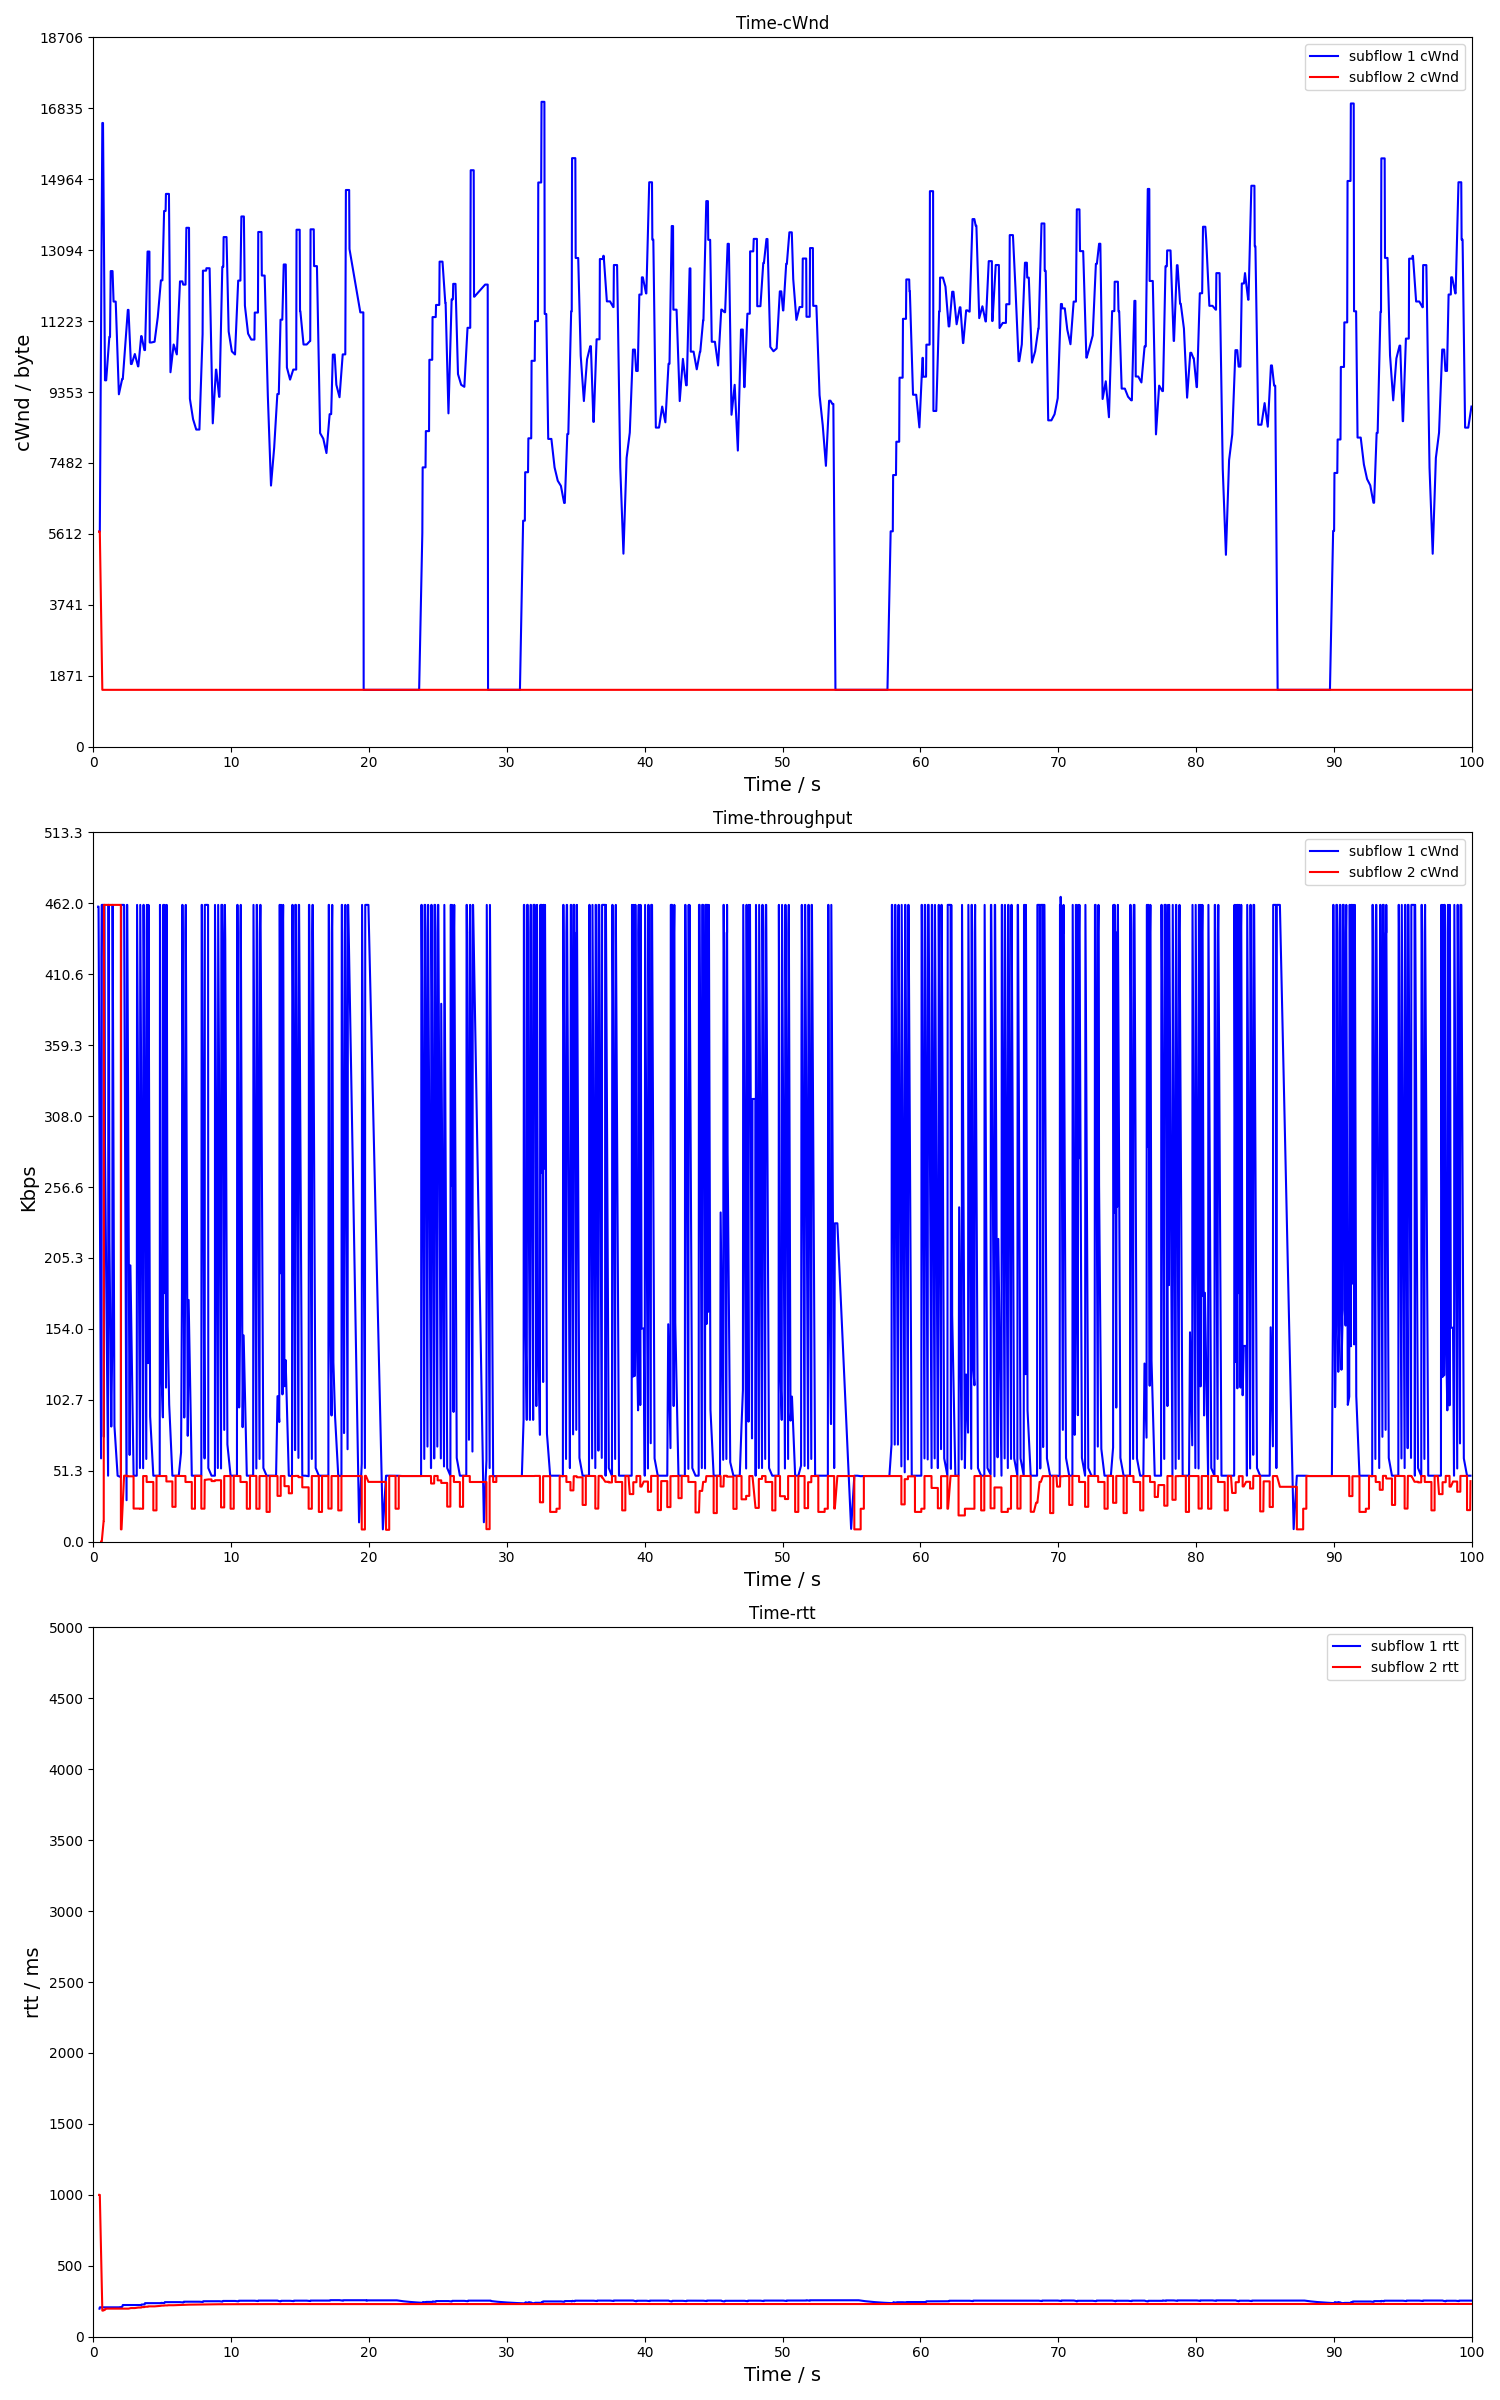 Time-cWnd
subflow 1 cWnd
subflow 2 cWnd
18706
16835
14964
13094
11223
9353
7482
5612
3741
1871
0
cWnd / byte
0 10 20 30 40 50 60 70 80 90 100
Time / s
Time-throughput
subflow 1 cWnd
subflow 2 cWnd
513.3
462.0
410.6
359.3
308.0
256.6
205.3
154.0
102.7
51.3
0.0
Kbps
0 10 20 30 40 50 60 70 80 90 100
Time / s
Time-rtt
subflow 1 rtt
subflow 2 rtt
5000
4500
4000
3500
3000
2500
2000
1500
1000
500
0
rtt / ms
0 10 20 30 40 50 60 70 80 90 100
Time / s